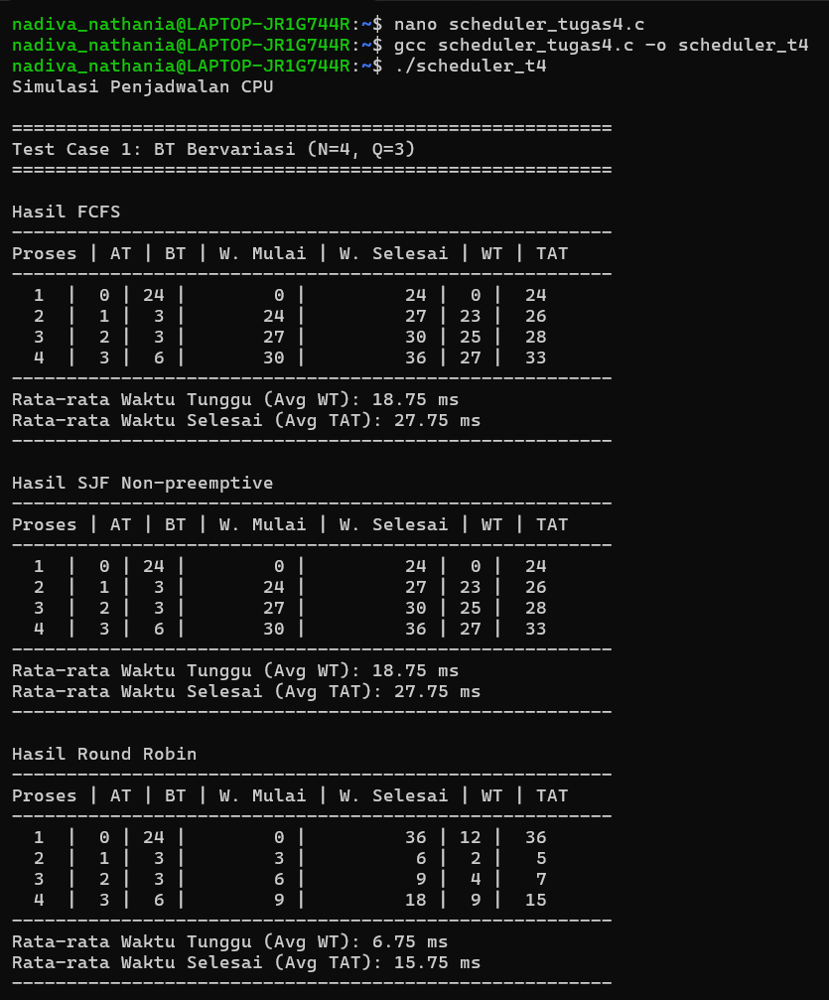 nadiva_nathania@LAPTOP-JR1G744R:~$ nano scheduler_tugas4.c
nadiva_nathania@LAPTOP-JR1G744R:~$ gcc scheduler_tugas4.c -o scheduler_t4
nadiva_nathania@LAPTOP-JR1G744R:~$ ./scheduler_t4
Simulasi Penjadwalan CPU
=======================================================
Test Case 1: BT Bervariasi (N=4, Q=3)
=======================================================
Hasil FCFS
-------------------------------------------------------
Proses | AT | BT | W. Mulai | W. Selesai | WT | TAT
-------------------------------------------------------
  1  |  0 | 24 |        0 |         24 |  0 |  24
  2  |  1 |  3 |       24 |         27 | 23 |  26
  3  |  2 |  3 |       27 |         30 | 25 |  28
  4  |  3 |  6 |       30 |         36 | 27 |  33
-------------------------------------------------------
Rata-rata Waktu Tunggu (Avg WT): 18.75 ms
Rata-rata Waktu Selesai (Avg TAT): 27.75 ms
-------------------------------------------------------
Hasil SJF Non-preemptive
-------------------------------------------------------
Proses | AT | BT | W. Mulai | W. Selesai | WT | TAT
-------------------------------------------------------
  1  |  0 | 24 |        0 |         24 |  0 |  24
  2  |  1 |  3 |       24 |         27 | 23 |  26
  3  |  2 |  3 |       27 |         30 | 25 |  28
  4  |  3 |  6 |       30 |         36 | 27 |  33
-------------------------------------------------------
Rata-rata Waktu Tunggu (Avg WT): 18.75 ms
Rata-rata Waktu Selesai (Avg TAT): 27.75 ms
-------------------------------------------------------
Hasil Round Robin
-------------------------------------------------------
Proses | AT | BT | W. Mulai | W. Selesai | WT | TAT
-------------------------------------------------------
  1  |  0 | 24 |        0 |         36 | 12 |  36
  2  |  1 |  3 |        3 |          6 |  2 |   5
  3  |  2 |  3 |        6 |          9 |  4 |   7
  4  |  3 |  6 |        9 |         18 |  9 |  15
-------------------------------------------------------
Rata-rata Waktu Tunggu (Avg WT): 6.75 ms
Rata-rata Waktu Selesai (Avg TAT): 15.75 ms
-------------------------------------------------------